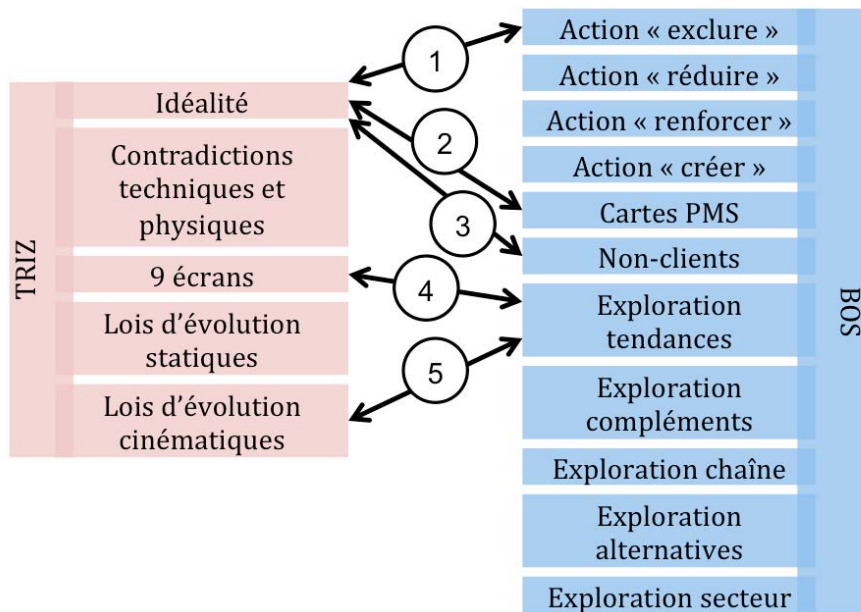 TRIZ
Idéalité
Contradictions
techniques et
physiques
9 écrans
Lois d’évolution
statiques
Lois d’évolution
cinématiques
1
2
3
4
5
Action « exclure »
Action « réduire »
Action « renforcer »
Action « créer »
Cartes PMS
Non-clients
Exploration
tendances
Exploration
compléments
Exploration chaîne
Exploration
alternatives
Exploration secteur
BOS